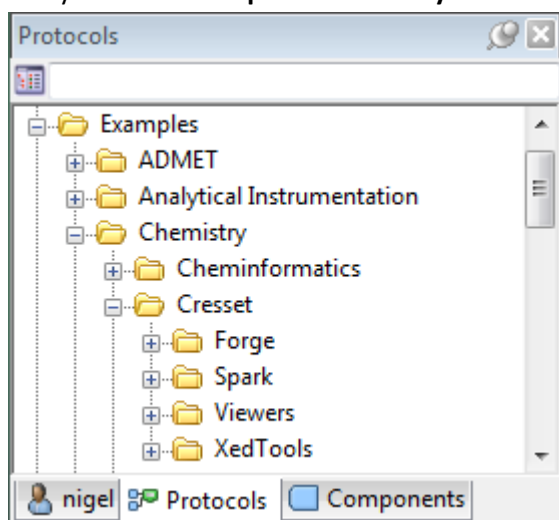 Protocols
Examples
ADMET
Analytical Instrumentation
Chemistry
Cheminformatics
Cresset
Forge
Spark
Viewers
XedTools
nigel Protocols Components